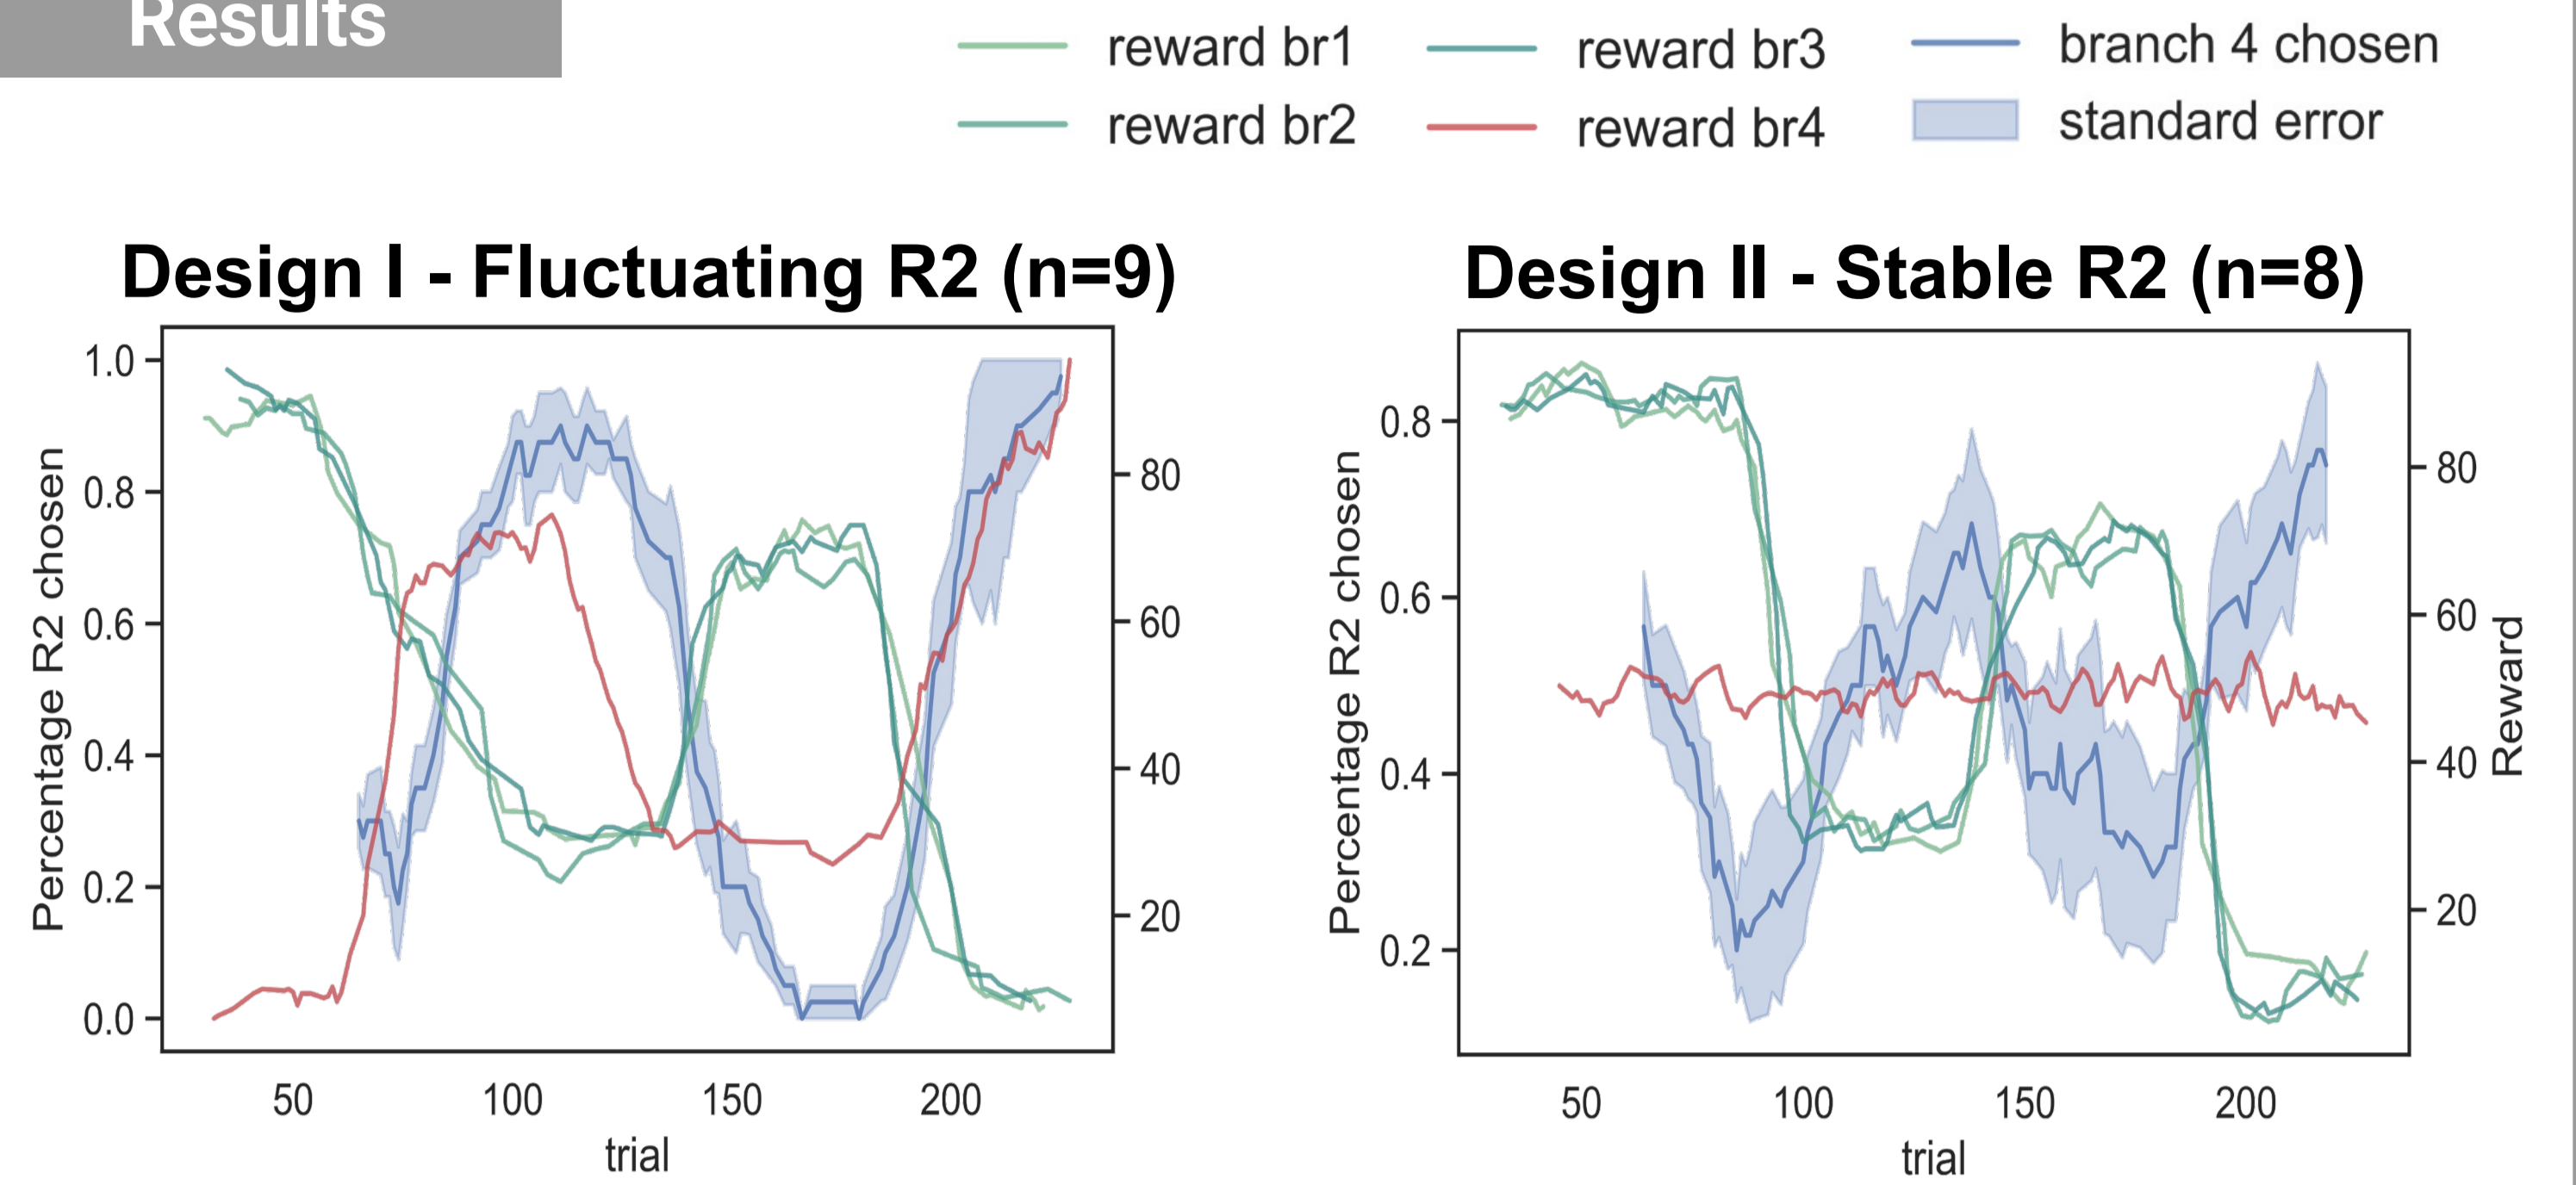 Results
reward br1
reward br3
branch 4 chosen
reward br2
reward br4
standard error
Design I - Fluctuating R2 (n=9)
Percentage R2 chosen
1.0
0.8
0.6
0.4
0.2
0.0
80
60
40
20
50 100 150 200
trial
Design II - Stable R2 (n=8)
Percentage R2 chosen
0.8
0.6
0.4
0.2
80
60
40
20
Reward
50 100 150 200
trial